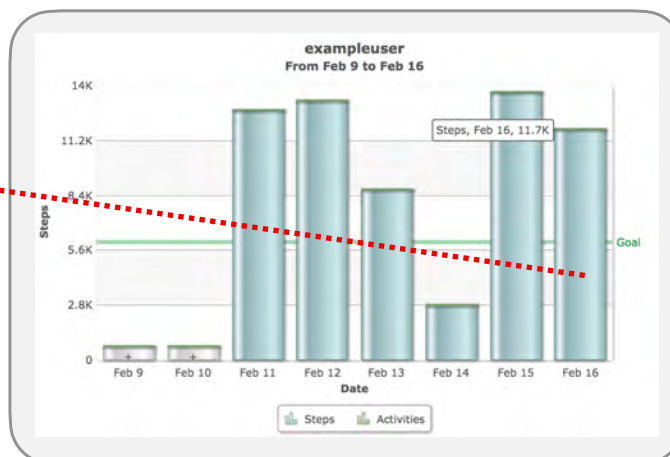 exampleuser
From Feb 9 to Feb 16
14K
11.2K
Steps, Feb 16, 11.7K
8.4K
Steps
Goal
5.6K
2.8K
0
+ +
Feb 9 Feb 10 Feb 11 Feb 12 Feb 13 Feb 14 Feb 15 Feb 16
Date
Steps Activities